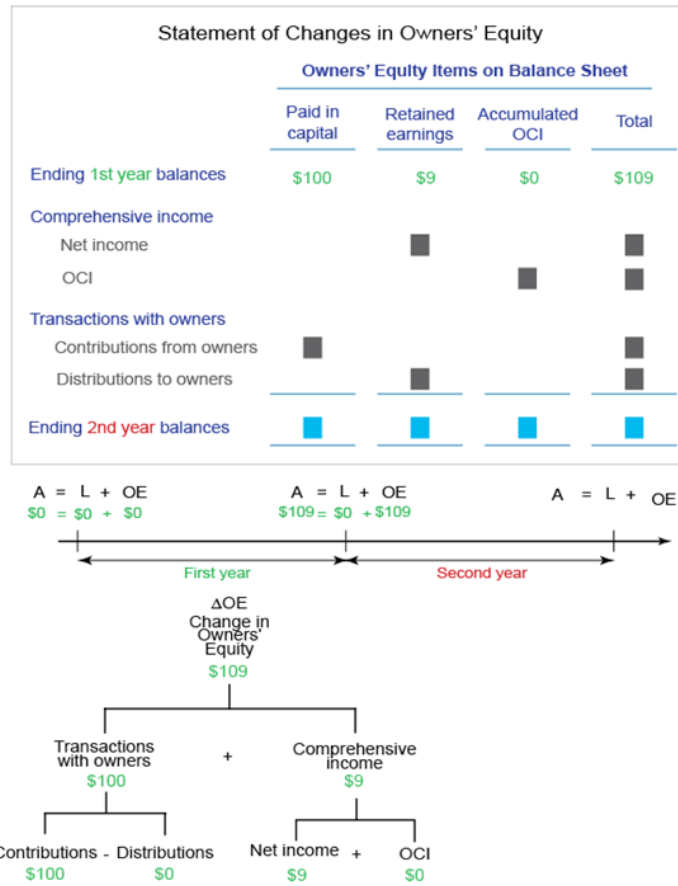 Statement of Changes in Owners' Equity
Owners' Equity Items on Balance Sheet
Paid in capital Retained earnings Accumulated OCI Total
Ending 1st year balances $100 $9 $0 $109
Comprehensive income
Net income
OCI
Transactions with owners
Contributions from owners
Distributions to owners
Ending 2nd year balances
A = L + OE A = L + OE A = L + OE
$0 = $0 + $0 $109 = $0 + $109
First year Second year
ΔOE
Change in
Owners'
Equity
$109
Transactions with owners + Comprehensive income
$100 $9
Contributions - Distributions Net income + OCI
$100 $0 $9 $0